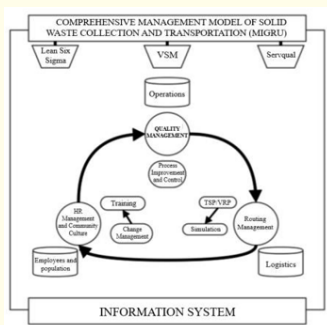 COMPREHENSIVE MANAGEMENT MODEL OF SOLID
WASTE COLLECTION AND TRANSPORTATION (MIGRU)
Lean Six
Sigma
VSM
Servqual
Operations
QUALITY
MANAGEMENT
Process
Improvement
and Control
Training
TSP/VRP
HR
Management
and Community
Culture
Change
Management
Simulation
Routing
Management
Employees and
population
Logistics
INFORMATION SYSTEM